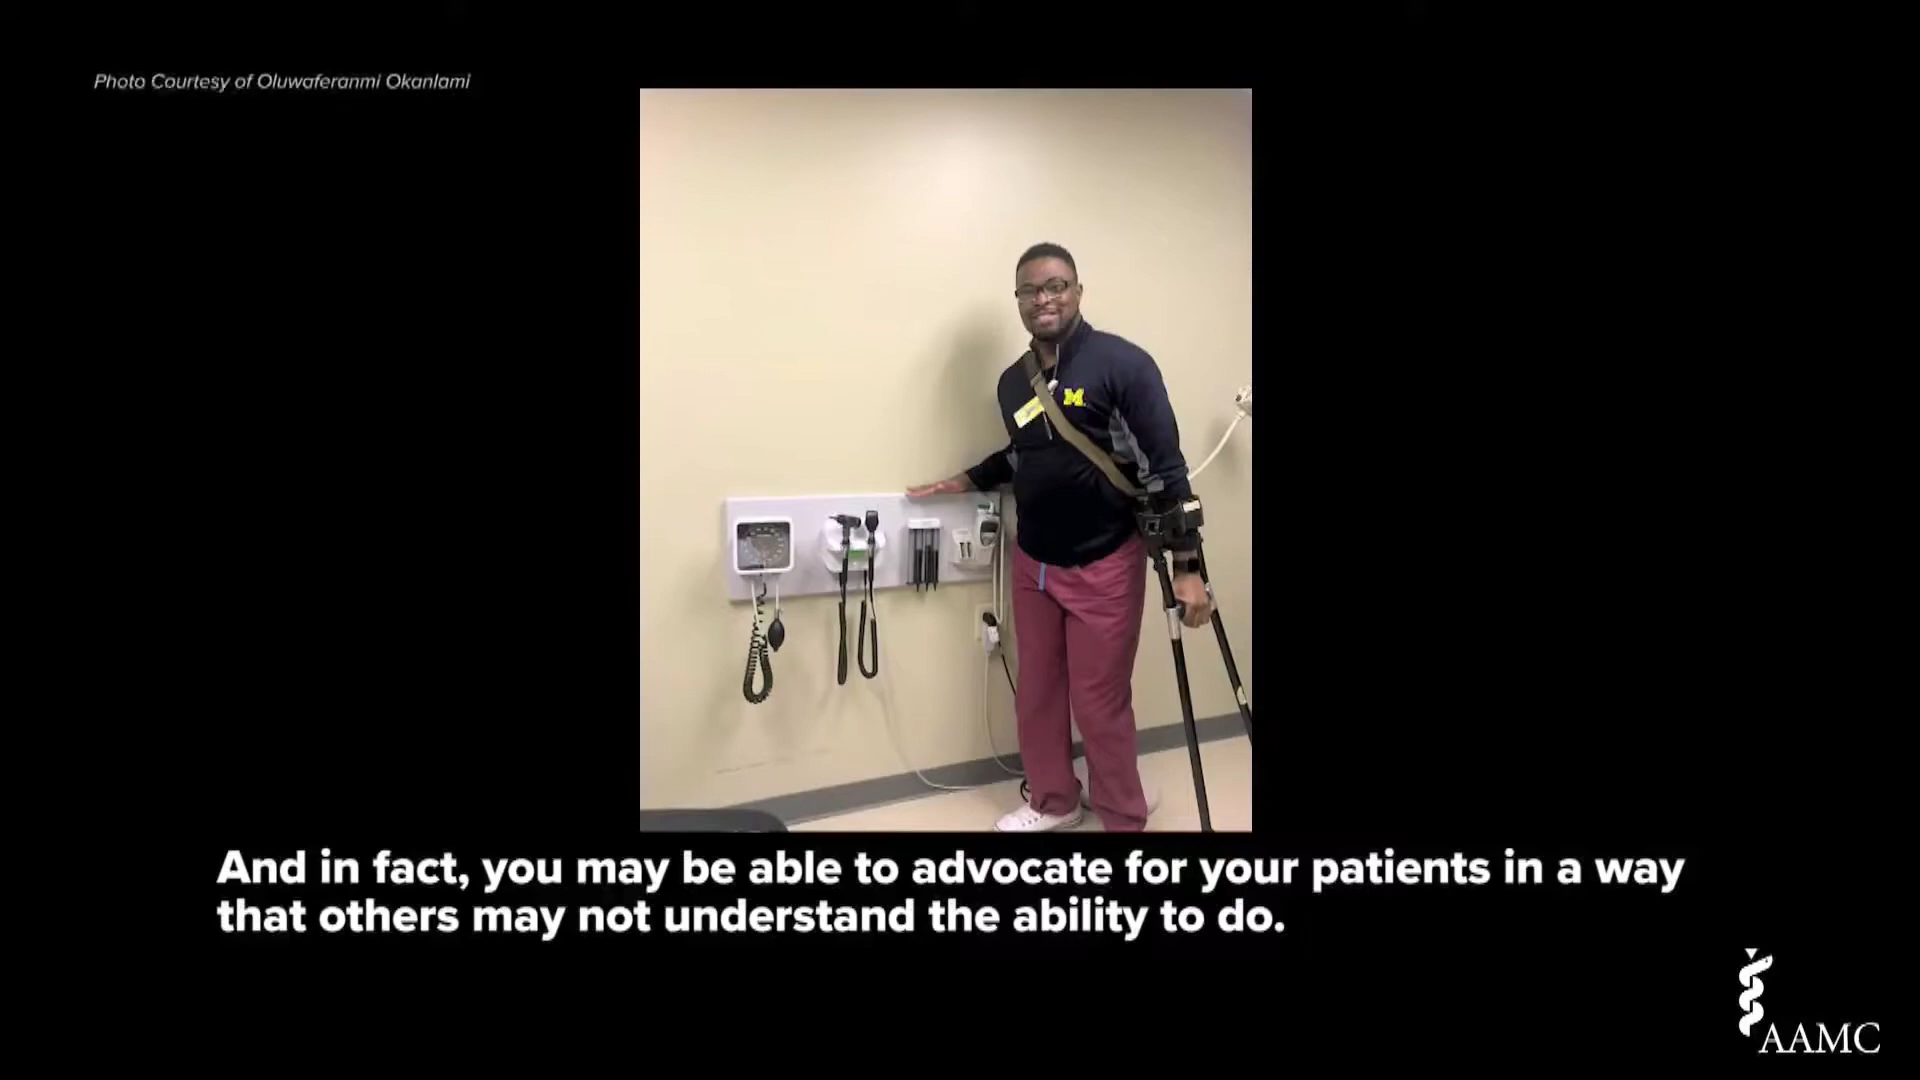 Photo Courtesy of Oluwaferanmi Okanlami
M
And in fact, you may be able to advocate for your patients in a way
that others may not understand the ability to do.
AAMC